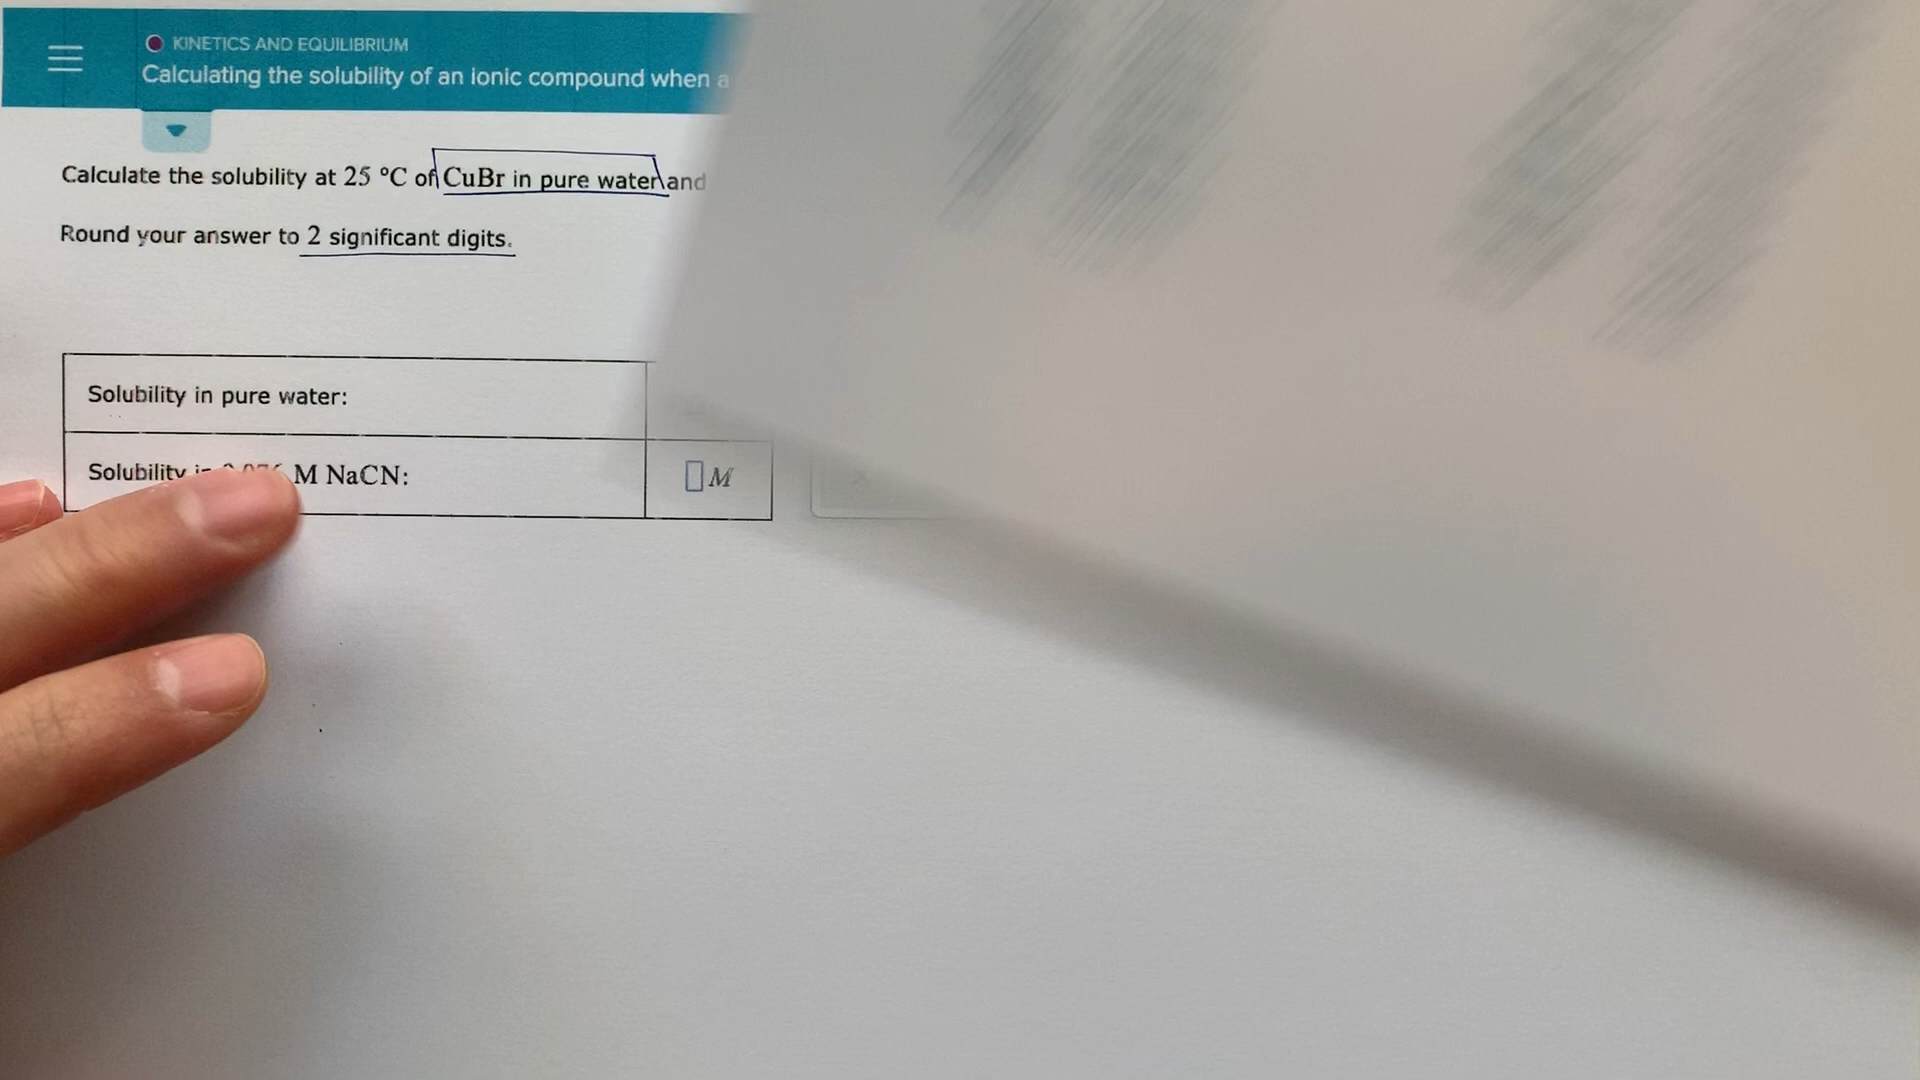 KINETICS AND EQUILIBRIUM
Calculating the solubility of an ionic compound when a
Calculate the solubility at 25 °C of CuBr in pure water and
Round your answer to 2 significant digits.
Solubility in pure water:
Solubility M NaCN:
M